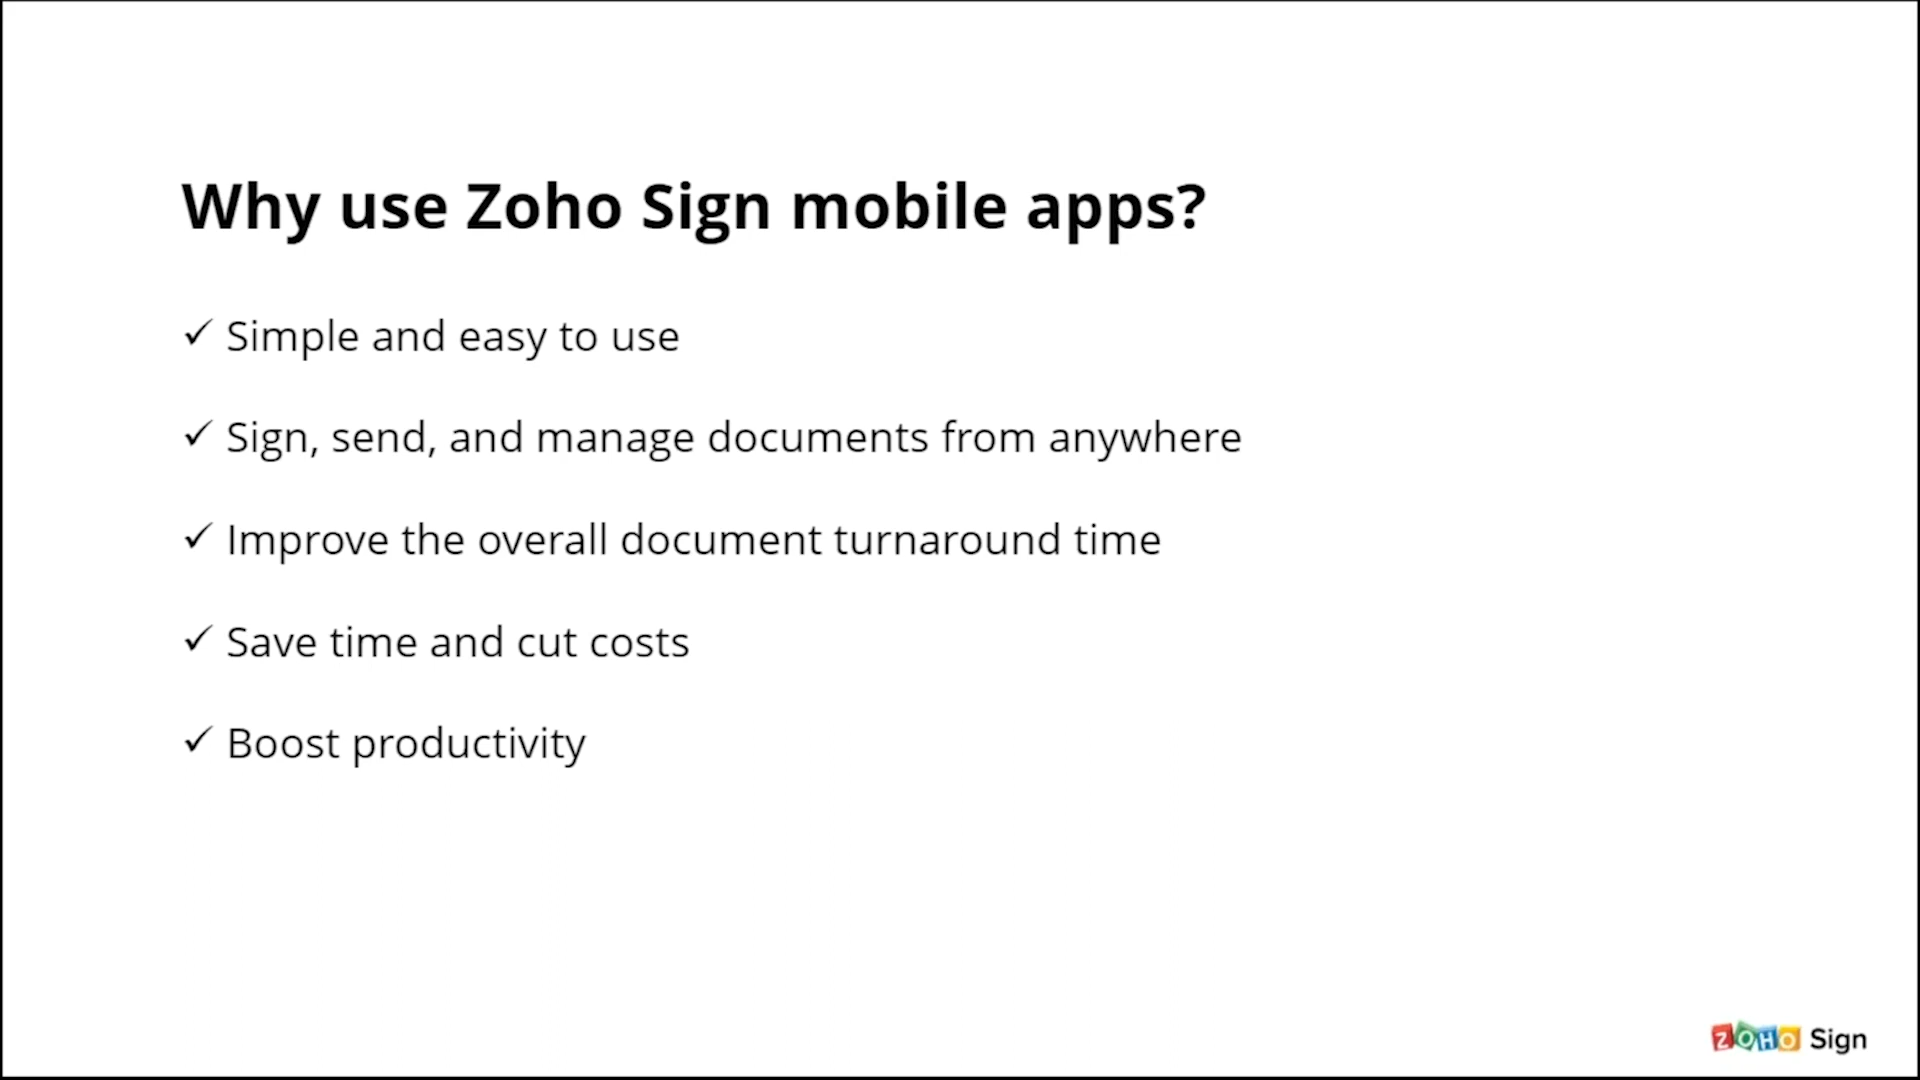 Why use Zoho Sign mobile apps?
✓ Simple and easy to use
✓ Sign, send, and manage documents from anywhere
✓ Improve the overall document turnaround time
✓ Save time and cut costs
✓ Boost productivity
ZOHO Sign